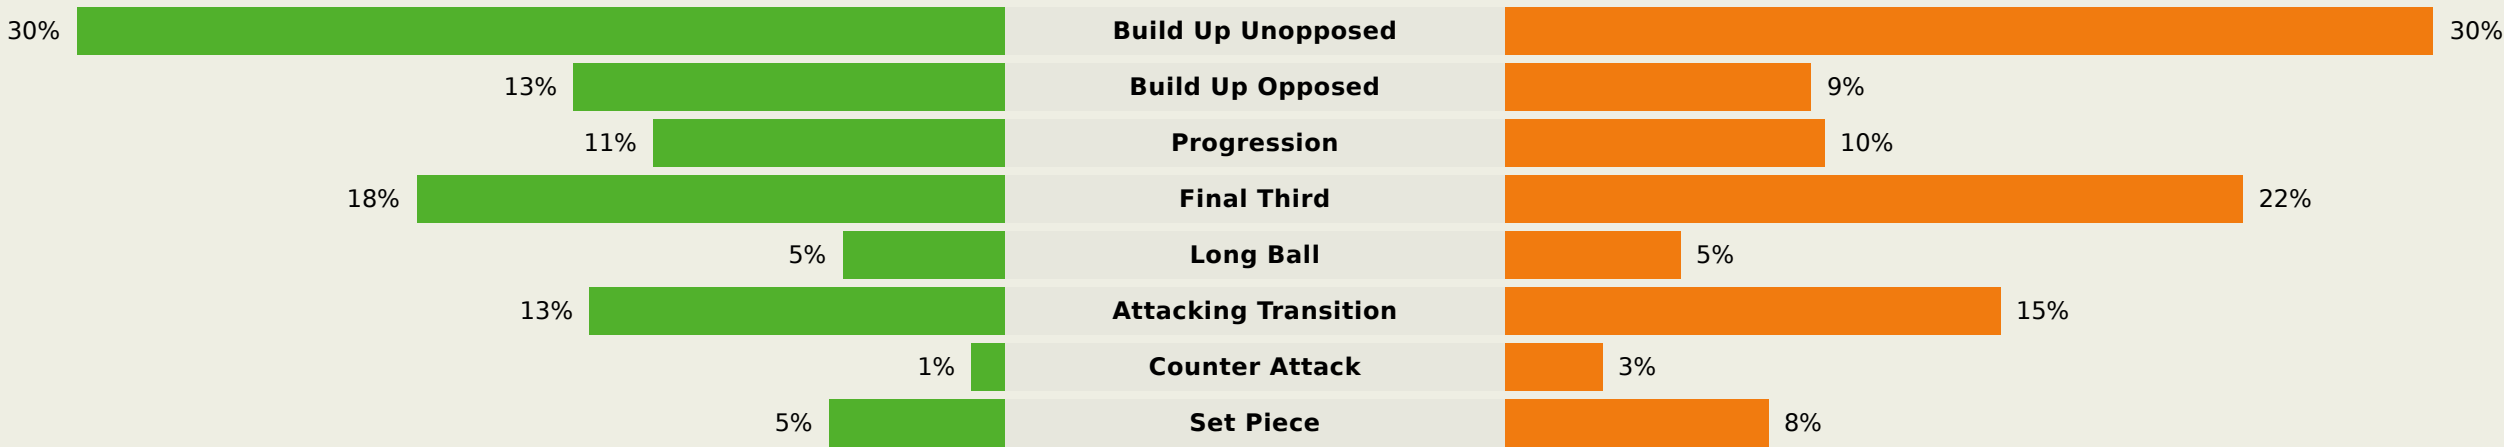 30% Build Up Unopposed 30%
13% Build Up Opposed 9%
11% Progression 10%
18% Final Third 22%
5% Long Ball 5%
13% Attacking Transition 15%
1% Counter Attack 3%
5% Set Piece 8%